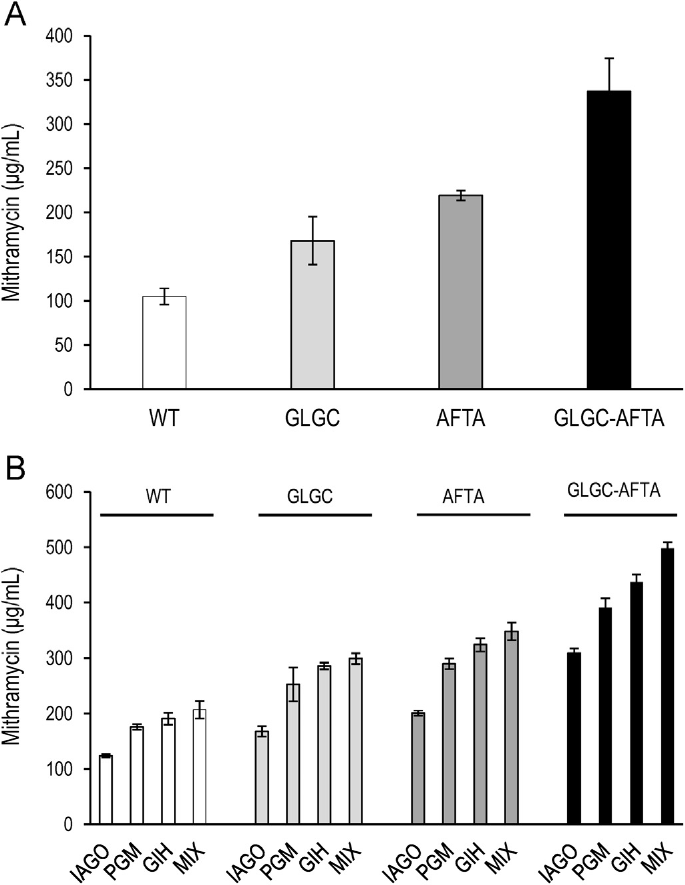 A
Mithramycin (µg/mL)
400
350
300
250
200
150
100
50
0
WT GLGC AFTA GLGC-AFTA
B
Mithramycin (µg/mL)
600
500
400
300
200
100
0
WT GLGC AFTA GLGC-AFTA
IAGO PGM GIH MIX IAGO PGM GIH MIX IAGO PGM GIH MIX IAGO PGM GIH MIX